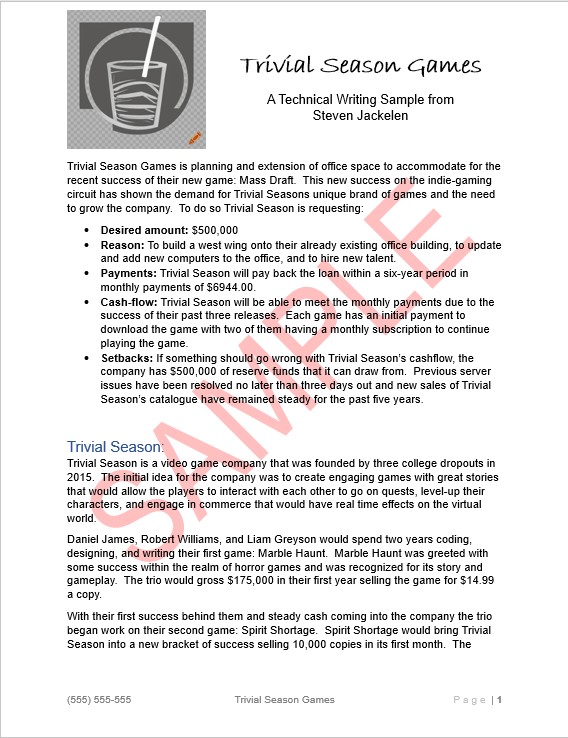 Trivial Season Games
A Technical Writing Sample from
Steven Jackelen
Trivial Season Games is planning and extension of office space to accommodate for the
recent success of their new game: Mass Draft.  This new success on the indie-gaming
circuit has shown the demand for Trivial Seasons unique brand of games and the need
to grow the company.  To do so Trivial Season is requesting:
• Desired amount: $500,000
• Reason: To build a west wing onto their already existing office building, to update
and add new computers to the office, and to hire new talent.
• Payments: Trivial Season will pay back the loan within a six-year period in
monthly payments of $6944.00.
• Cash-flow: Trivial Season will be able to meet the monthly payments due to the
success of their past three releases.  Each game has an initial payment to
download the game with two of them having a monthly subscription to continue
playing the game.
• Setbacks: If something should go wrong with Trivial Season's cashflow, the
company has $500,000 of reserve funds that it can draw from.  Previous server
issues have been resolved no later than three days out and new sales of Trivial
Season's catalogue have remained steady for the past five years.
SAMPLE
Trivial Season:
Trivial Season is a video game company that was founded by three college dropouts in
2015.  The initial idea for the company was to create engaging games with great stories
that would allow the players to interact with each other to go on quests, level-up their
characters, and engage in commerce that would have real time effects on the virtual
world.
Daniel James, Robert Williams, and Liam Greyson would spend two years coding,
designing, and writing their first game: Marble Haunt.  Marble Haunt was greeted with
some success within the realm of horror games and was recognized for its story and
gameplay.  The trio would gross $175,000 in their first year selling the game for $14.99
a copy.
With their first success behind them and steady cash coming into the company the trio
began work on their second game: Spirit Shortage.  Spirit Shortage would bring Trivial
Season into a new bracket of success selling 10,000 copies in its first month.  The
(555) 555-555 Trivial Season Games Page | 1